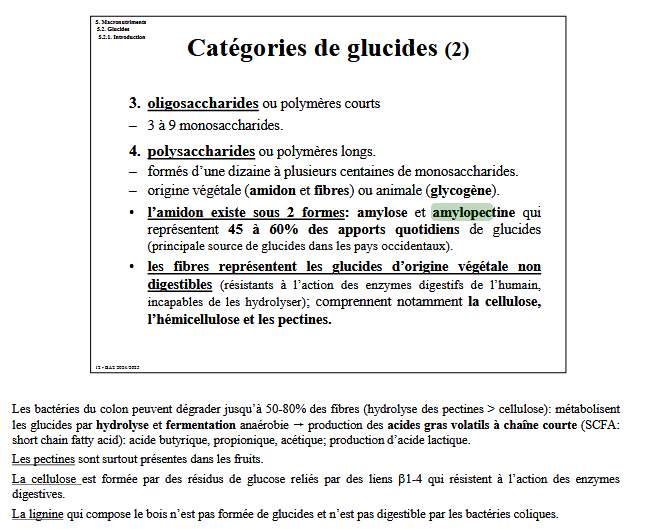 5. Macronutriments
5.2. Glucides
5.2.1. Introduction
Catégories de glucides (2)
3. oligosaccharides ou polymères courts
– 3 à 9 monosaccharides.
4. polysaccharides ou polymères longs.
– formés d’une dizaine à plusieurs centaines de monosaccharides.
– origine végétale (amidon et fibres) ou animale (glycogène).
• l’amidon existe sous 2 formes: amylose et amylopectine qui
représentent 45 à 60% des apports quotidiens de glucides
(principale source de glucides dans les pays occidentaux).
• les fibres représentent les glucides d’origine végétale non
digestibles (résistants à l’action des enzymes digestifs de l’humain,
incapables de les hydrolyser); comprennent notamment la cellulose,
l’hémicellulose et les pectines.
Les bactéries du colon peuvent dégrader jusqu’à 50-80% des fibres (hydrolyse des pectines > cellulose): métabolisent
les glucides par hydrolyse et fermentation anaérobie → production des acides gras volatils à chaîne courte (SCFA:
short chain fatty acid): acide butyrique, propionique, acétique; production d’acide lactique.
Les pectines sont surtout présentes dans les fruits.
La cellulose est formée par des résidus de glucose reliés par des liens β1-4 qui résistent à l’action des enzymes
digestives.
La lignine qui compose le bois n’est pas formée de glucides et n’est pas digestible par les bactéries coliques.